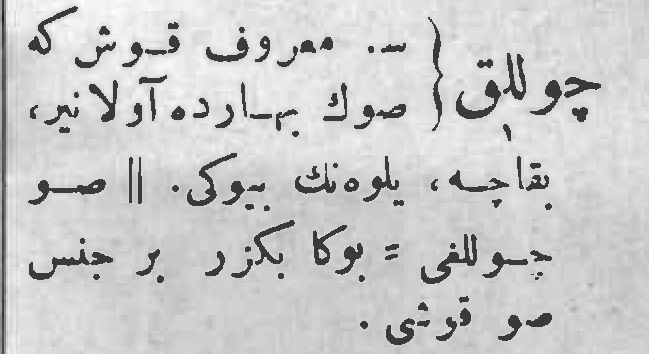 چوللق { س. معروف قوش كه
صوك بهارده آولانير،
بقاچه، يلوه‌نك بيوكى. || صو
چوللغى = بوكا بكزر بر جنس
صو قوشى.